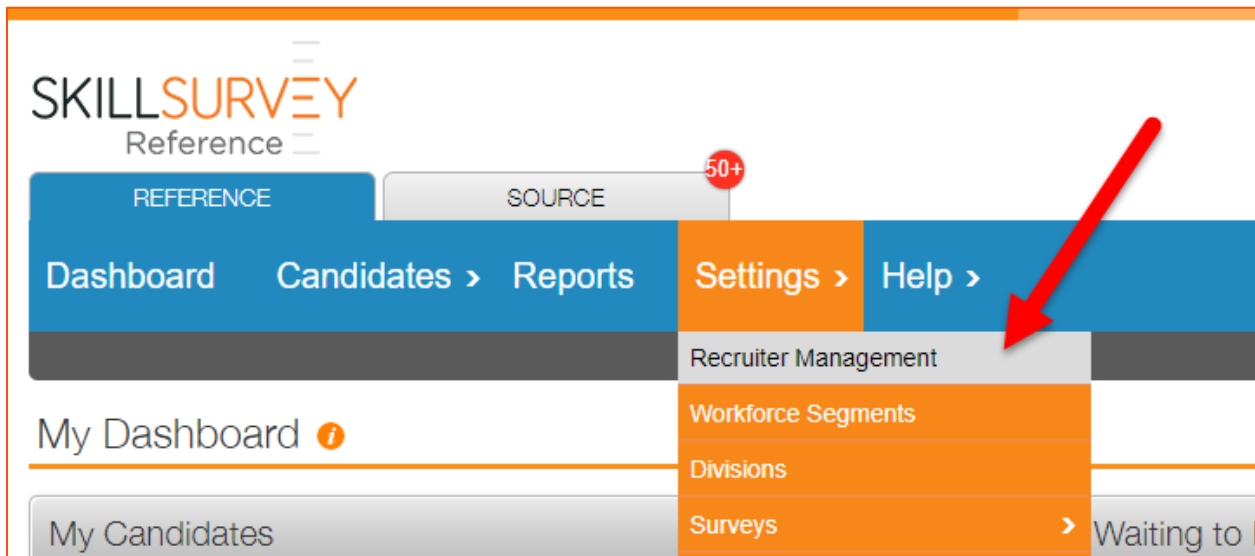 SKILLSURVEY
Reference
50+
REFERENCE SOURCE
Dashboard Candidates › Reports Settings › Help ›
Recruiter Management
Workforce Segments
My Dashboard i
Divisions
Surveys ›
My Candidates
Waiting to